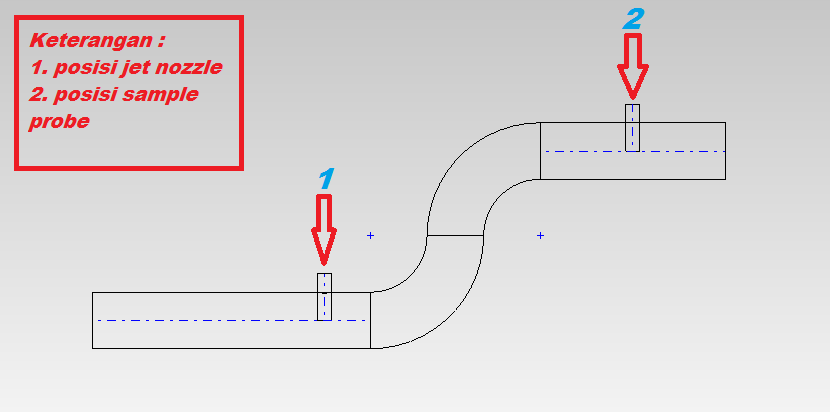 Keterangan :
1. posisi jet nozzle
2. posisi sample
probe
2
1